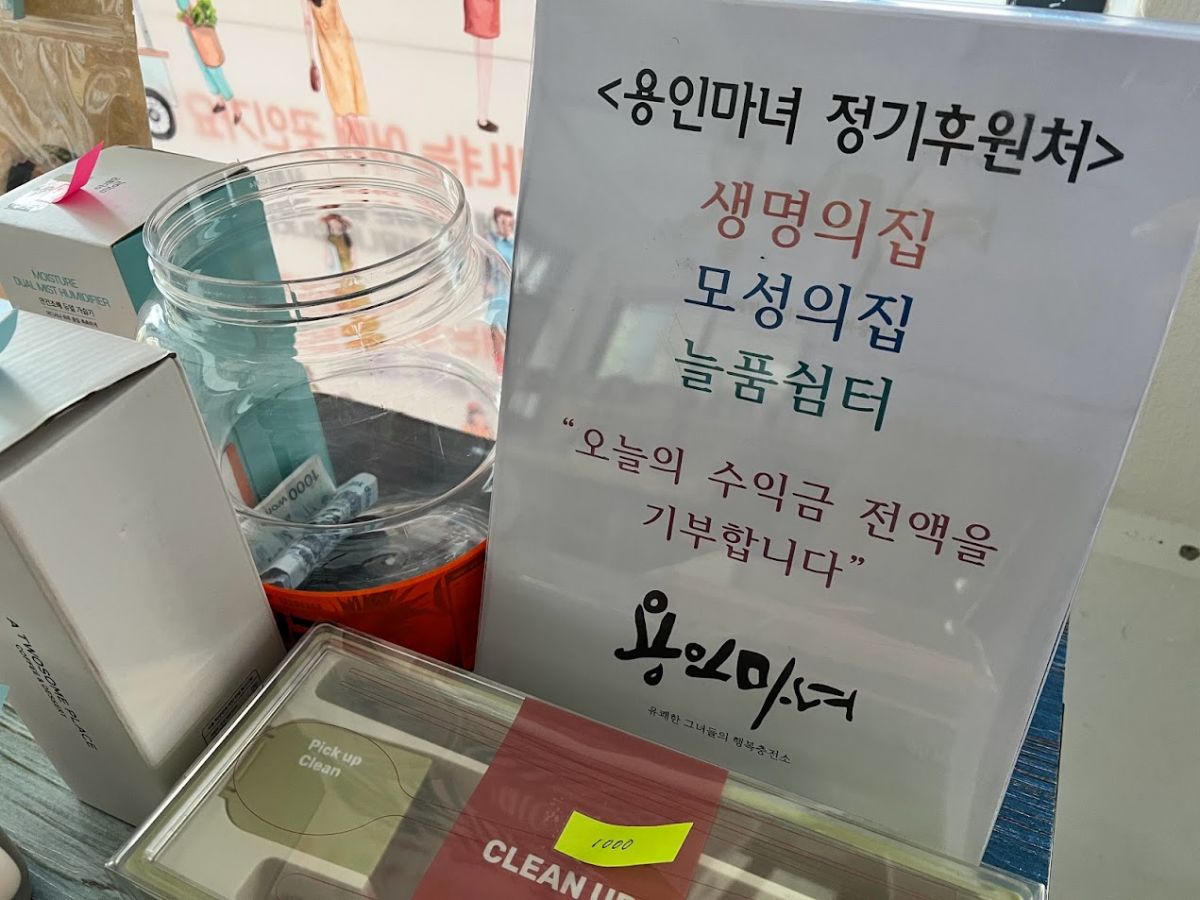 <용인마녀 정기후원처>
생명의집
모성의집
늘품쉼터
“오늘의 수익금 전액을
기부합니다”
용인마녀
유쾌한 그녀들의 행복충전소
MOISTURE
DUAL MIST HUMIDIFIER
1000 won
A TWOSOME PLACE
COFFEE & DESSERT
Pick up
Clean
1000
CLEAN UP